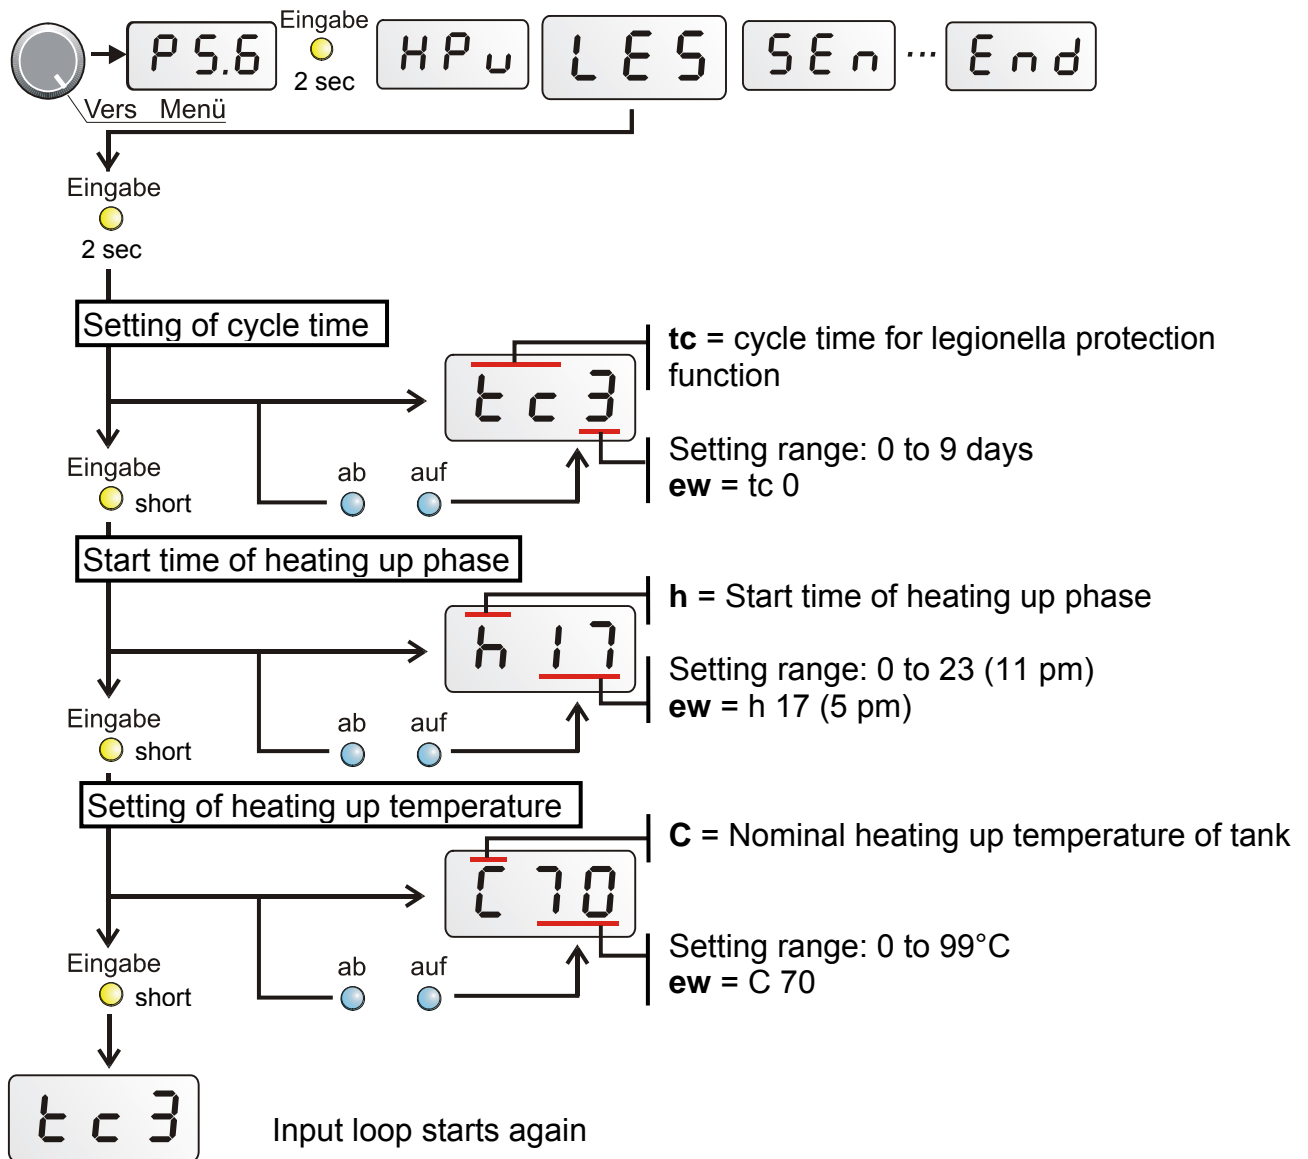 Eingabe
P5.6 HPu LES SEn ... End
2 sec
Vers Menü
Eingabe
2 sec
Setting of cycle time
tc = cycle time for legionella protection
function
tc3
Setting range: 0 to 9 days
ew = tc 0
Eingabe
short
ab auf
Start time of heating up phase
h = Start time of heating up phase
h 17
Setting range: 0 to 23 (11 pm)
ew = h 17 (5 pm)
Eingabe
short
ab auf
Setting of heating up temperature
C = Nominal heating up temperature of tank
C 70
Setting range: 0 to 99°C
ew = C 70
Eingabe
short
ab auf
tc3
Input loop starts again